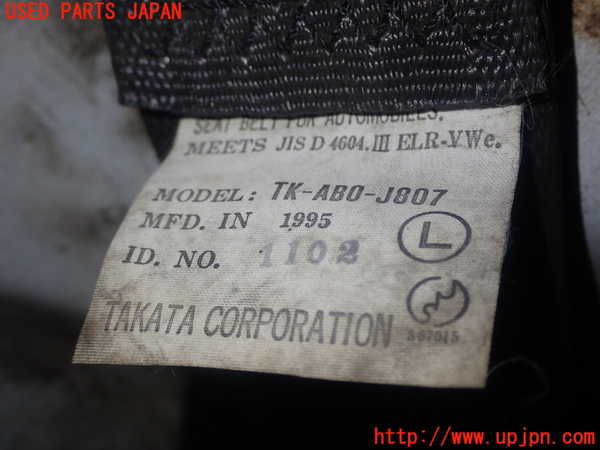 USED PARTS JAPAN
SEAT BELT FOR AUTOMOBILES.
MEETS JIS D 4604.III ELR-VWe.
MODEL: TK-AB0-J807
MFD. IN 1995
ID. NO. 1102
L
TAKATA CORPORATION
367015
http://www.upjpn.com/